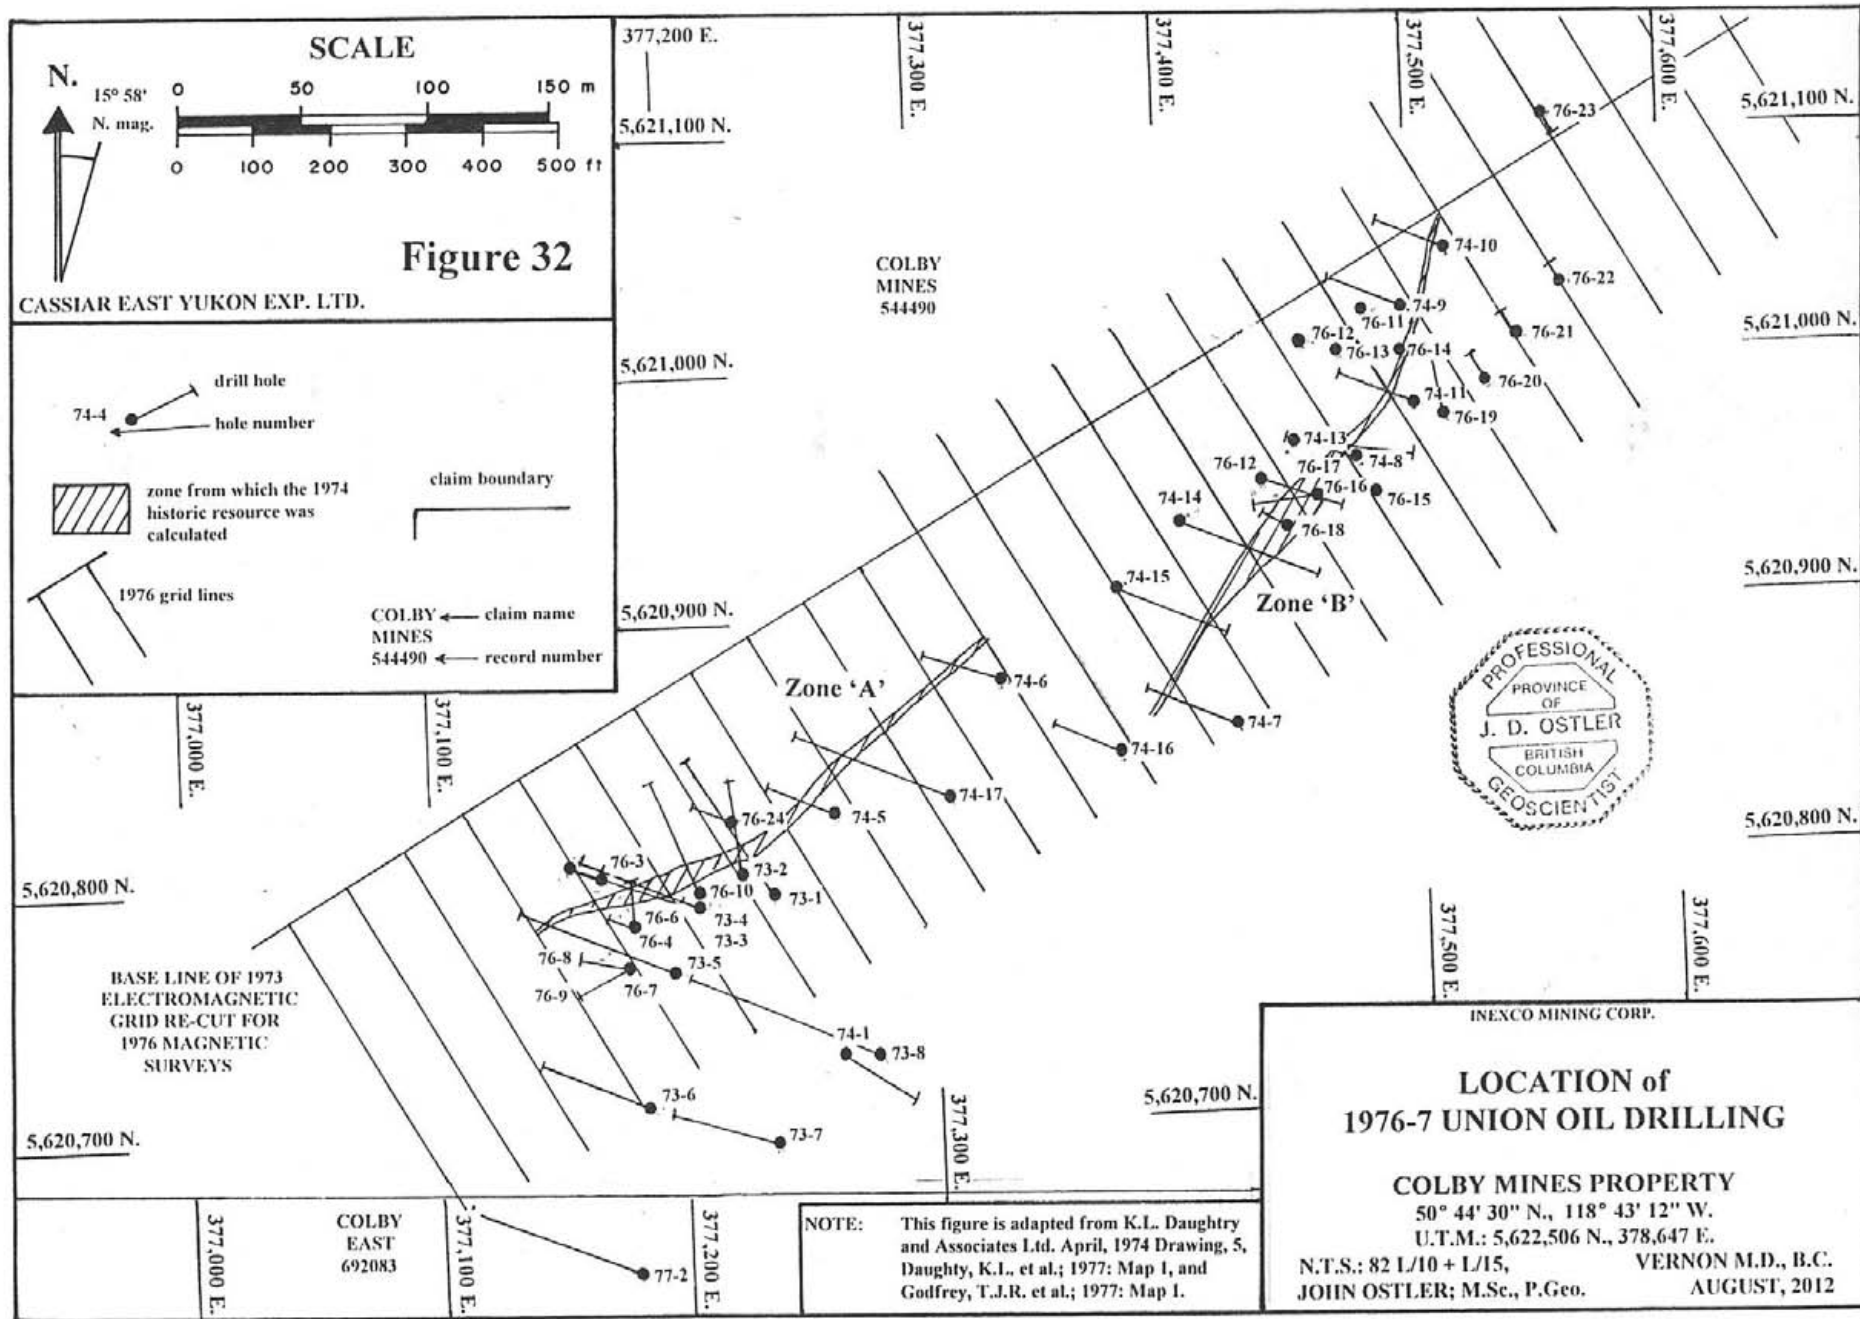 SCALE
N.
15° 58'
N. mag.
0 50 100 150 m
0 100 200 300 400 500 ft
Figure 32
CASSIAR EAST YUKON EXP. LTD.
drill hole
74-4
hole number
zone from which the 1974
historic resource was
calculated
claim boundary
1976 grid lines
COLBY
MINES
544490
claim name
record number
377,200 E.
377,300 E.
377,400 E.
377,500 E.
377,600 E.
5,621,100 N.
5,621,100 N.
COLBY
MINES
544490
5,621,000 N.
5,621,000 N.
5,620,900 N.
5,620,900 N.
5,620,800 N.
5,620,800 N.
5,620,700 N.
5,620,700 N.
377,000 E.
377,100 E.
377,500 E.
377,600 E.
377,300 E.
377,000 E.
377,100 E.
377,200 E.
76-23
74-10
76-22
74-9
76-11
76-21
76-12
76-13
76-14
76-20
74-11
76-19
74-13
74-8
76-12
76-17
76-16
76-15
74-14
76-18
74-15
Zone 'B'
Zone 'A'
74-6
74-7
74-16
74-17
74-5
76-24
76-3
73-2
76-10
73-1
76-6
73-4
76-4
73-3
76-8
73-5
76-9
76-7
74-1
73-8
73-6
73-7
77-2
BASE LINE OF 1973
ELECTROMAGNETIC
GRID RE-CUT FOR
1976 MAGNETIC
SURVEYS
PROFESSIONAL
PROVINCE
OF
J. D. OSTLER
BRITISH
COLUMBIA
GEOSCIENTIST
COLBY
EAST
692083
NOTE: This figure is adapted from K.L. Daughtry
and Associates Ltd. April, 1974 Drawing, 5,
Daughty, K.L., et al.; 1977: Map 1, and
Godfrey, T.J.R. et al.; 1977: Map 1.
INEXCO MINING CORP.
LOCATION of
1976-7 UNION OIL DRILLING
COLBY MINES PROPERTY
50° 44' 30" N., 118° 43' 12" W.
U.T.M.: 5,622,506 N., 378,647 E.
N.T.S.: 82 L/10 + L/15, VERNON M.D., B.C.
JOHN OSTLER; M.Sc., P.Geo. AUGUST, 2012